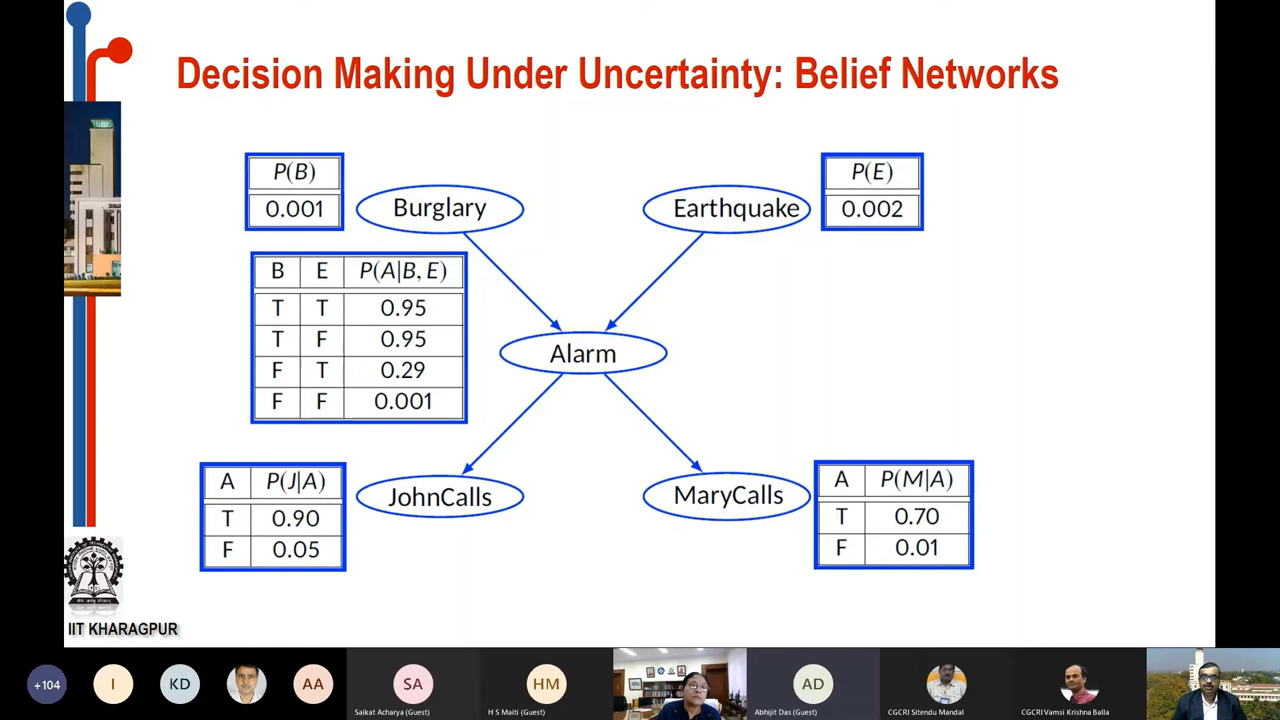 Decision Making Under Uncertainty: Belief Networks
P(B)
0.001
Burglary
Earthquake
P(E)
0.002
B E P(A|B, E)
T T 0.95
T F 0.95
F T 0.29
F F 0.001
Alarm
A P(J|A)
T 0.90
F 0.05
JohnCalls
MaryCalls
A P(M|A)
T 0.70
F 0.01
IIT KHARAGPUR
+104
I
KD
AA
SA
Saikat Acharya (Guest)
HM
H S Maiti (Guest)
AD
Abhijit Das (Guest)
CGCRI Sitendu Mandal
CGCRI Vamsi Krishna Balla